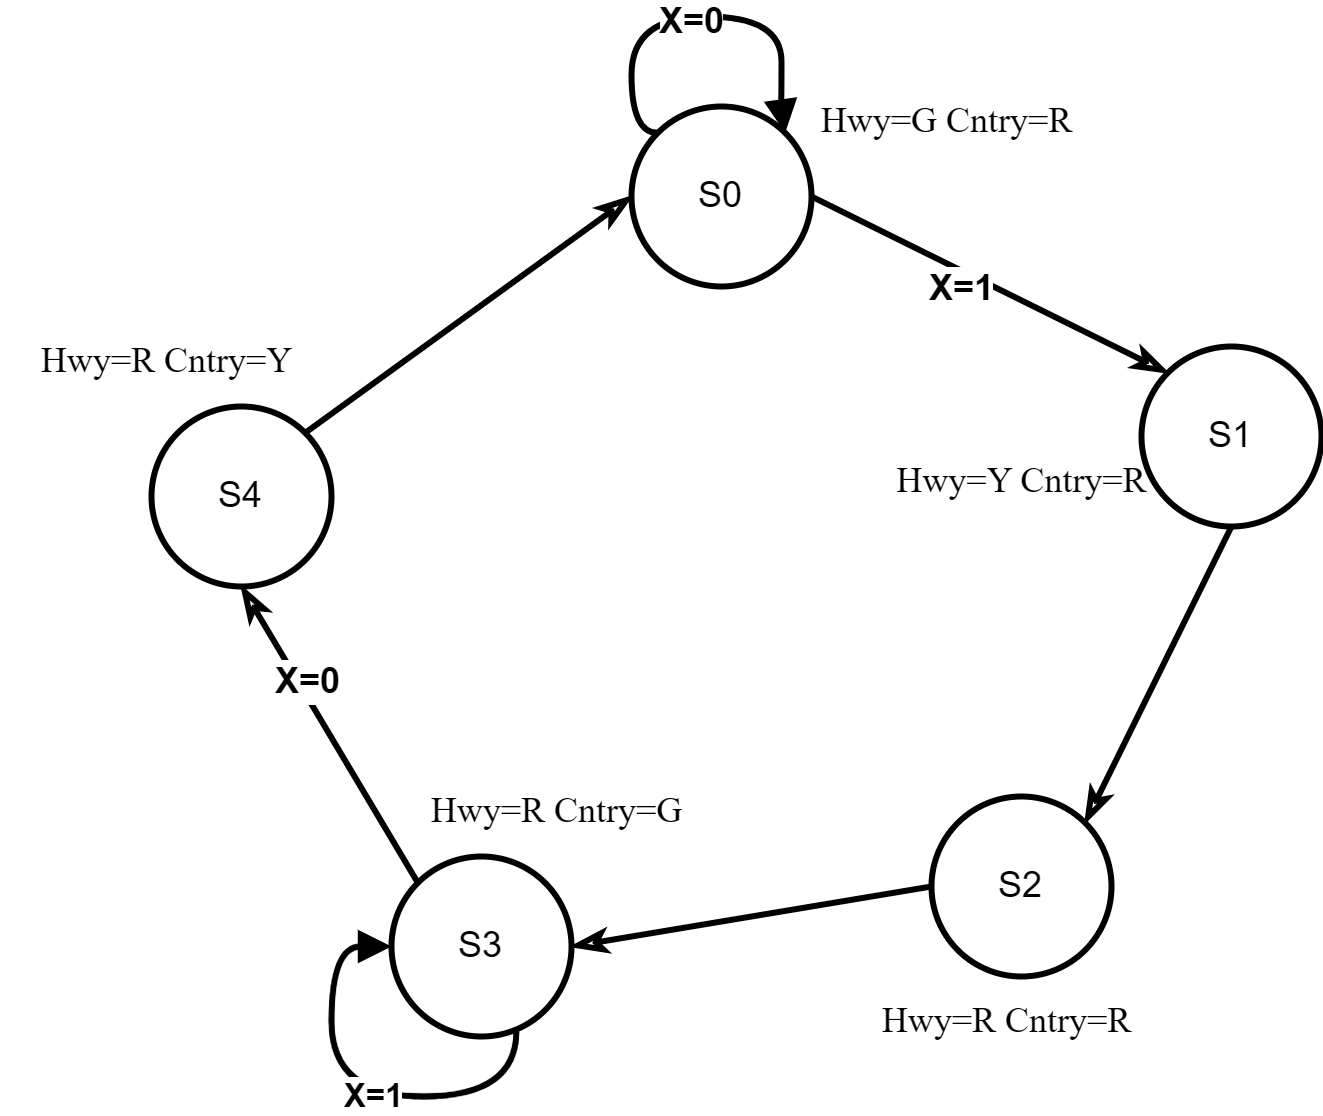 X=0
Hwy=G Cntry=R
S0
X=1
Hwy=R Cntry=Y
S1
Hwy=Y Cntry=R
S4
X=0
Hwy=R Cntry=G
S2
S3
Hwy=R Cntry=R
X=1